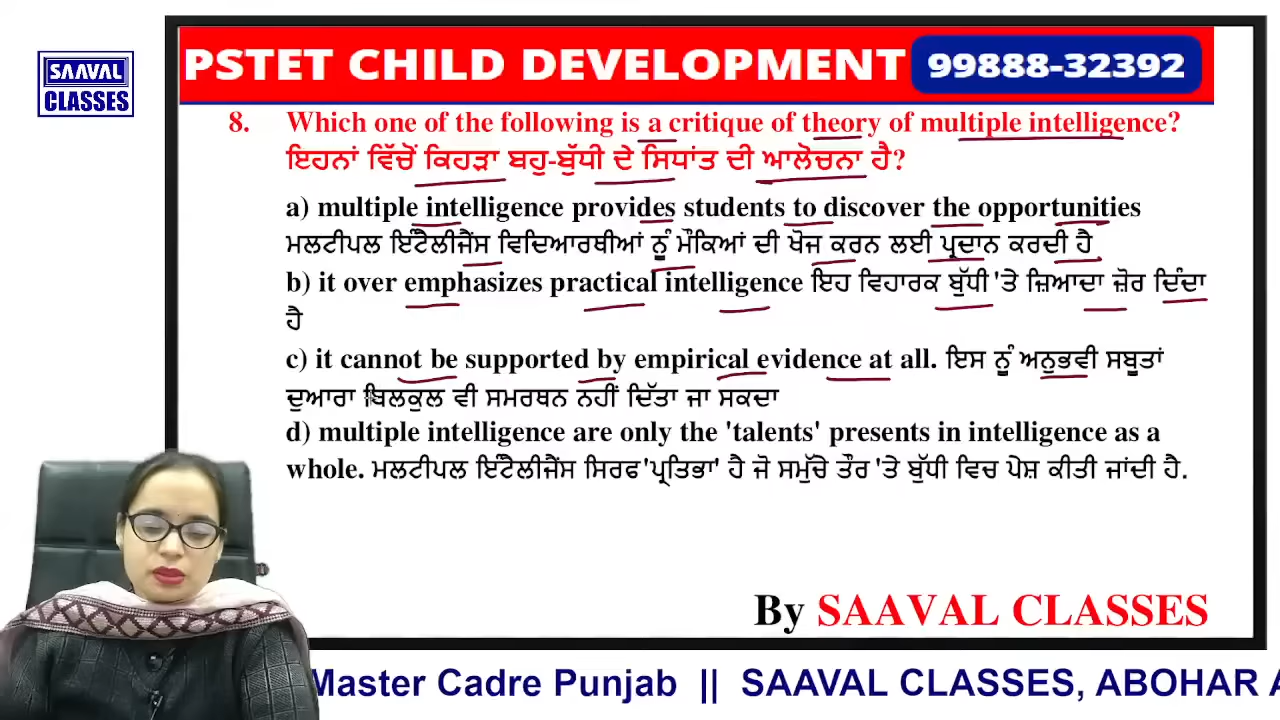 SAAVAL
CLASSES
PSTET CHILD DEVELOPMENT 99888-32392
8. Which one of the following is a critique of theory of multiple intelligence?
ਇਹਨਾਂ ਵਿੱਚੋਂ ਕਿਹੜਾ ਬਹੁ-ਬੁੱਧੀ ਦੇ ਸਿਧਾਂਤ ਦੀ ਆਲੋਚਨਾ ਹੈ?
a) multiple intelligence provides students to discover the opportunities
ਮਲਟੀਪਲ ਇੰਟੈਲੀਜੈਂਸ ਵਿਦਿਆਰਥੀਆਂ ਨੂੰ ਮੌਕਿਆਂ ਦੀ ਖੋਜ ਕਰਨ ਲਈ ਪ੍ਰਦਾਨ ਕਰਦੀ ਹੈ
b) it over emphasizes practical intelligence ਇਹ ਵਿਹਾਰਕ ਬੁੱਧੀ 'ਤੇ ਜ਼ਿਆਦਾ ਜ਼ੋਰ ਦਿੰਦਾ
ਹੈ
c) it cannot be supported by empirical evidence at all. ਇਸ ਨੂੰ ਅਨੁਭਵੀ ਸਬੂਤਾਂ
ਦੁਆਰਾ ਬਿਲਕੁਲ ਵੀ ਸਮਰਥਨ ਨਹੀਂ ਦਿੱਤਾ ਜਾ ਸਕਦਾ
d) multiple intelligence are only the 'talents' presents in intelligence as a
whole. ਮਲਟੀਪਲ ਇੰਟੈਲੀਜੈਂਸ ਸਿਰਫ 'ਪ੍ਰਤਿਭਾ' ਹੈ ਜੋ ਸਮੁੱਚੇ ਤੌਰ 'ਤੇ ਬੁੱਧੀ ਵਿਚ ਪੇਸ਼ ਕੀਤੀ ਜਾਂਦੀ ਹੈ.
By SAAVAL CLASSES
Master Cadre Punjab || SAAVAL CLASSES, ABOHAR A